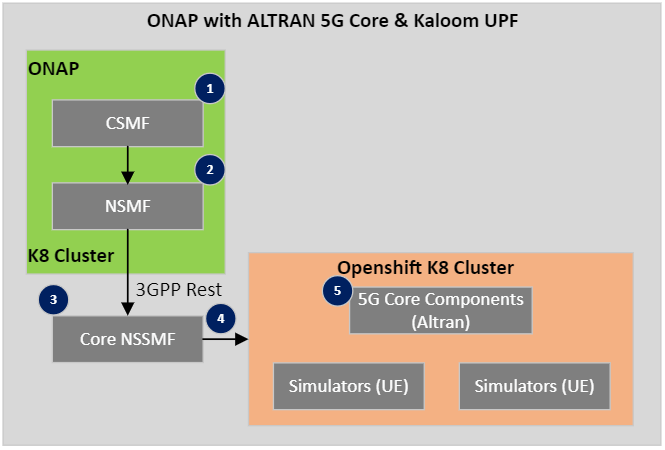 ONAP with ALTRAN 5G Core & Kaloom UPF
ONAP
1
CSMF
2
NSMF
K8 Cluster
3GPP Rest
3
Core NSSMF
4
Openshift K8 Cluster
5
5G Core Components
(Altran)
Simulators (UE)
Simulators (UE)